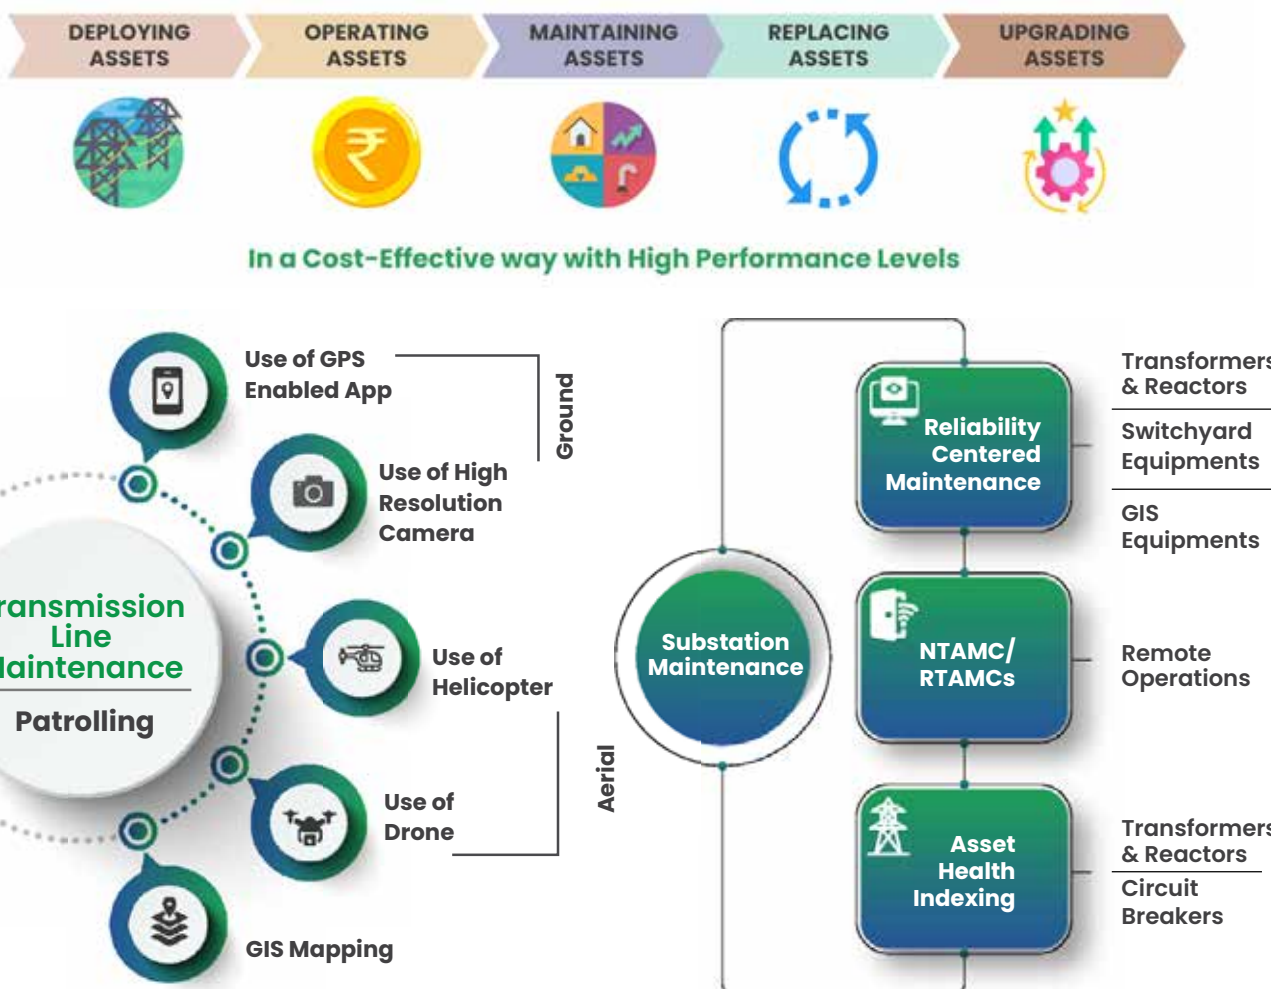 DEPLOYING
ASSETS
OPERATING
ASSETS
MAINTAINING
ASSETS
REPLACING
ASSETS
UPGRADING
ASSETS
In a Cost-Effective way with High Performance Levels
ransmission
Line
aintenance
Patrolling
Use of GPS
Enabled App
Use of High
Resolution
Camera
Ground
Use of
Helicopter
Use of
Drone
Aerial
GIS Mapping
Substation
Maintenance
Reliability
Centered
Maintenance
Transformers
& Reactors
Switchyard
Equipments
GIS
Equipments
NTAMC/
RTAMCs
Remote
Operations
Asset
Health
Indexing
Transformers
& Reactors
Circuit
Breakers